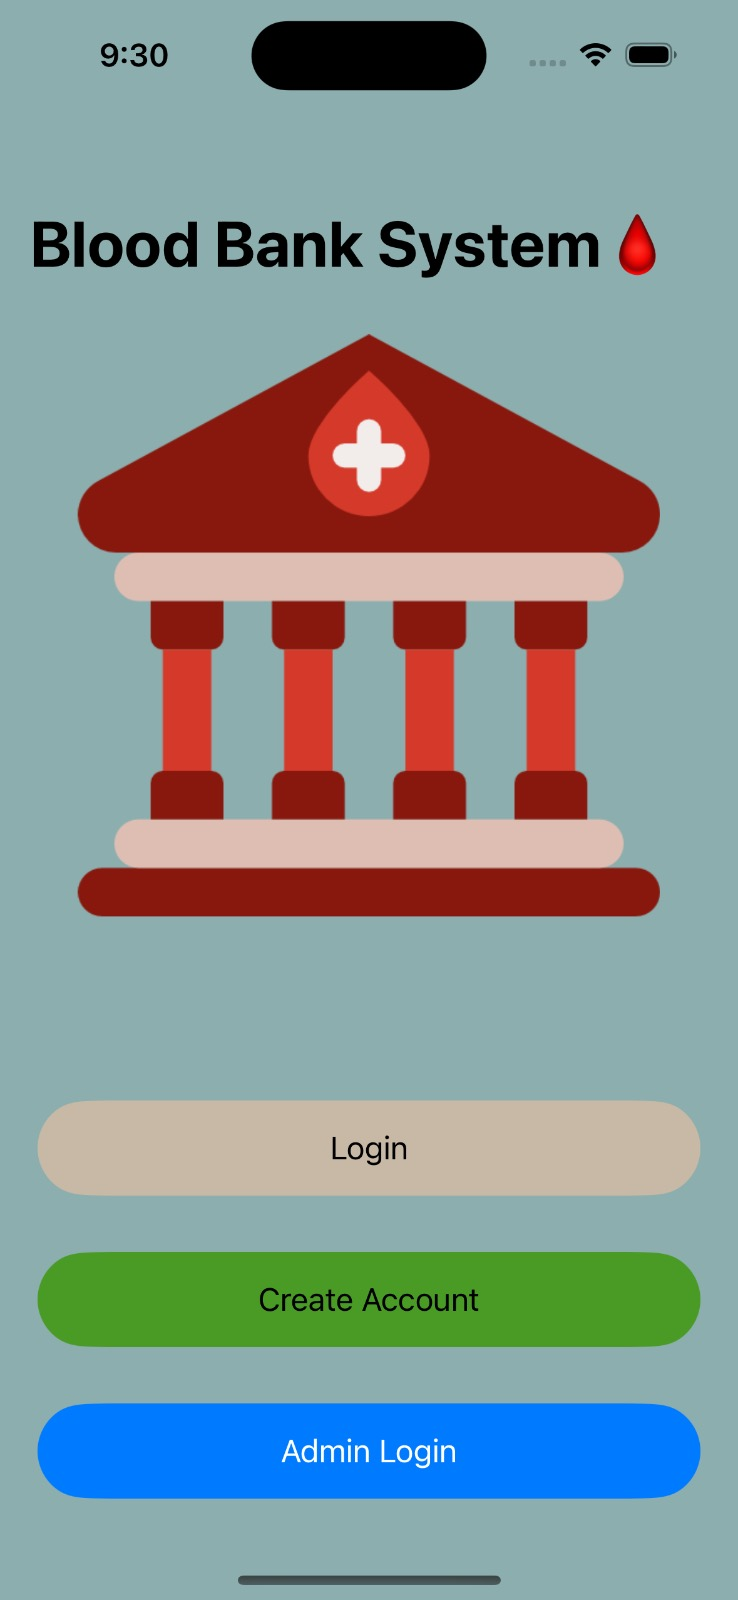 9:30
Blood Bank System🩸
Login
Create Account
Admin Login